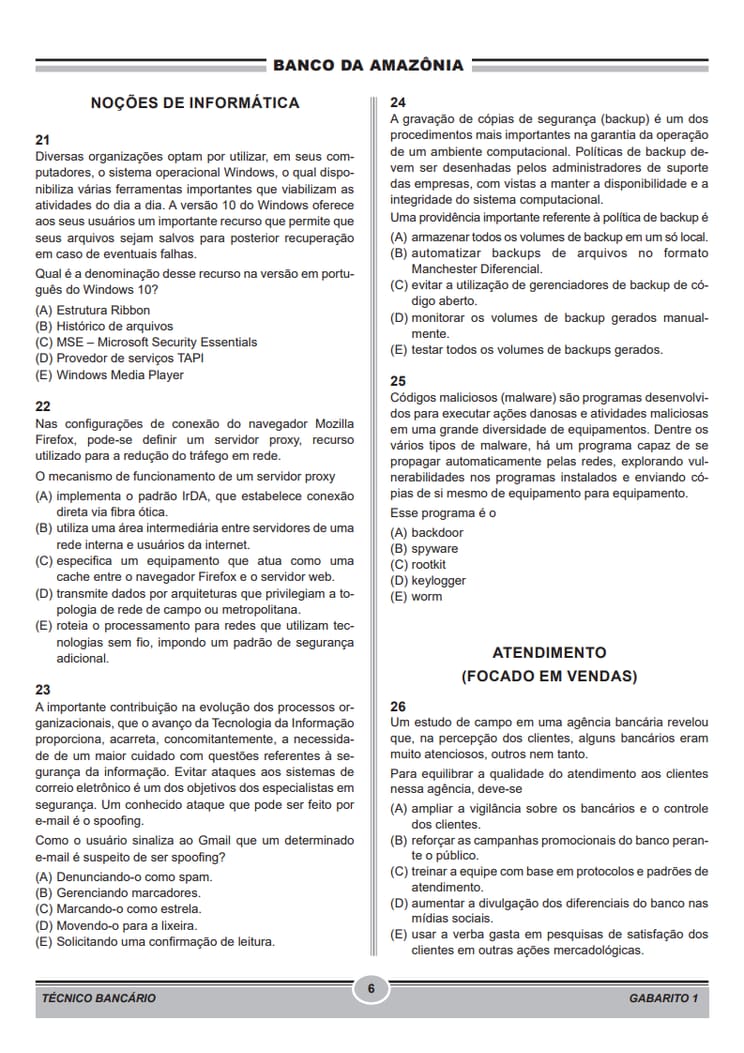 BANCO DA AMAZÔNIA
NOÇÕES DE INFORMÁTICA
21
Diversas organizações optam por utilizar, em seus com-
putadores, o sistema operacional Windows, o qual dispo-
nibiliza várias ferramentas importantes que viabilizam as
atividades do dia a dia. A versão 10 do Windows oferece
aos seus usuários um importante recurso que permite que
seus arquivos sejam salvos para posterior recuperação
em caso de eventuais falhas.
Qual é a denominação desse recurso na versão em portu-
guês do Windows 10?
(A) Estrutura Ribbon
(B) Histórico de arquivos
(C) MSE – Microsoft Security Essentials
(D) Provedor de serviços TAPI
(E) Windows Media Player
22
Nas configurações de conexão do navegador Mozilla
Firefox, pode-se definir um servidor proxy, recurso
utilizado para a redução do tráfego em rede.
O mecanismo de funcionamento de um servidor proxy
(A) implementa o padrão IrDA, que estabelece conexão
direta via fibra ótica.
(B) utiliza uma área intermediária entre servidores de uma
rede interna e usuários da internet.
(C) especifica um equipamento que atua como uma
cache entre o navegador Firefox e o servidor web.
(D) transmite dados por arquiteturas que privilegiam a to-
pologia de rede de campo ou metropolitana.
(E) roteia o processamento para redes que utilizam tec-
nologias sem fio, impondo um padrão de segurança
adicional.
23
A importante contribuição na evolução dos processos or-
ganizacionais, que o avanço da Tecnologia da Informação
proporciona, acarreta, concomitantemente, a necessida-
de de um maior cuidado com questões referentes à se-
gurança da informação. Evitar ataques aos sistemas de
correio eletrônico é um dos objetivos dos especialistas em
segurança. Um conhecido ataque que pode ser feito por
e-mail é o spoofing.
Como o usuário sinaliza ao Gmail que um determinado
e-mail é suspeito de ser spoofing?
(A) Denunciando-o como spam.
(B) Gerenciando marcadores.
(C) Marcando-o como estrela.
(D) Movendo-o para a lixeira.
(E) Solicitando uma confirmação de leitura.
24
A gravação de cópias de segurança (backup) é um dos
procedimentos mais importantes na garantia da operação
de um ambiente computacional. Políticas de backup de-
vem ser desenhadas pelos administradores de suporte
das empresas, com vistas a manter a disponibilidade e a
integridade do sistema computacional.
Uma providência importante referente à política de backup é
(A) armazenar todos os volumes de backup em um só local.
(B) automatizar backups de arquivos no formato
Manchester Diferencial.
(C) evitar a utilização de gerenciadores de backup de có-
digo aberto.
(D) monitorar os volumes de backup gerados manual-
mente.
(E) testar todos os volumes de backups gerados.
25
Códigos maliciosos (malware) são programas desenvolvi-
dos para executar ações danosas e atividades maliciosas
em uma grande diversidade de equipamentos. Dentre os
vários tipos de malware, há um programa capaz de se
propagar automaticamente pelas redes, explorando vul-
nerabilidades nos programas instalados e enviando có-
pias de si mesmo de equipamento para equipamento.
Esse programa é o
(A) backdoor
(B) spyware
(C) rootkit
(D) keylogger
(E) worm
ATENDIMENTO
(FOCADO EM VENDAS)
26
Um estudo de campo em uma agência bancária revelou
que, na percepção dos clientes, alguns bancários eram
muito atenciosos, outros nem tanto.
Para equilibrar a qualidade do atendimento aos clientes
nessa agência, deve-se
(A) ampliar a vigilância sobre os bancários e o controle
dos clientes.
(B) reforçar as campanhas promocionais do banco peran-
te o público.
(C) treinar a equipe com base em protocolos e padrões de
atendimento.
(D) aumentar a divulgação dos diferenciais do banco nas
mídias sociais.
(E) usar a verba gasta em pesquisas de satisfação dos
clientes em outras ações mercadológicas.
TÉCNICO BANCÁRIO
6
GABARITO 1